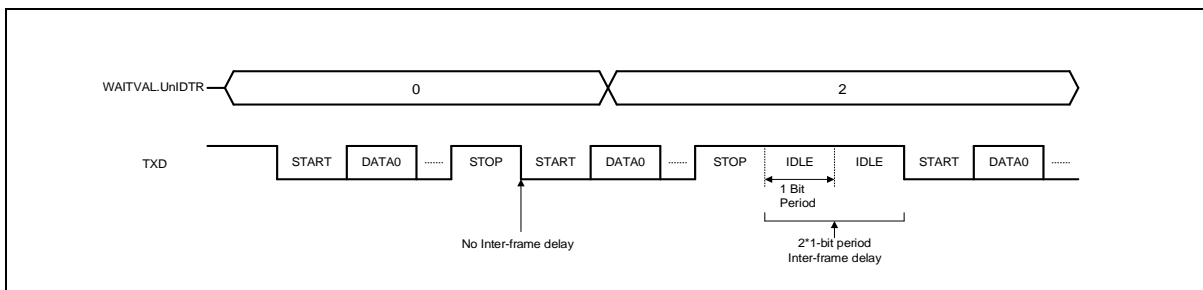 WAITVAL.UnIDTR 0 2
TXD START DATA0 ....... STOP START DATA0 ....... STOP IDLE IDLE START DATA0 .......
1 Bit
Period
No Inter-frame delay
2*1-bit period
Inter-frame delay